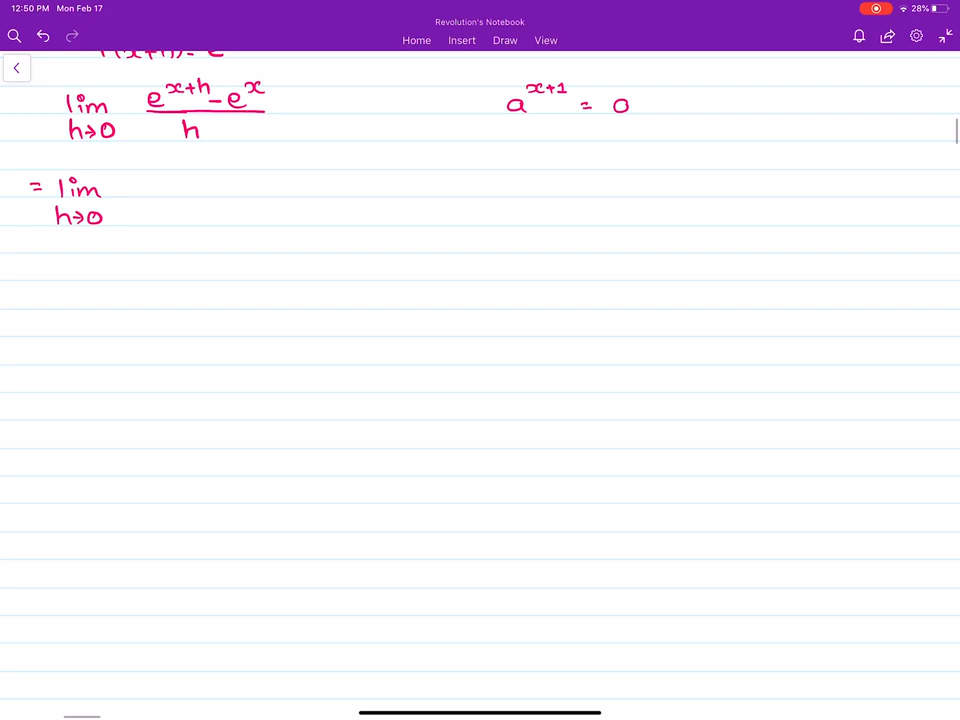 12:50 PM Mon Feb 17
28%
Revolution's Notebook
Home Insert Draw View
f(x+h) = e
lim h→0 (e^{x+h} - e^x) / h
a^{x+1} = 0
= lim h→0